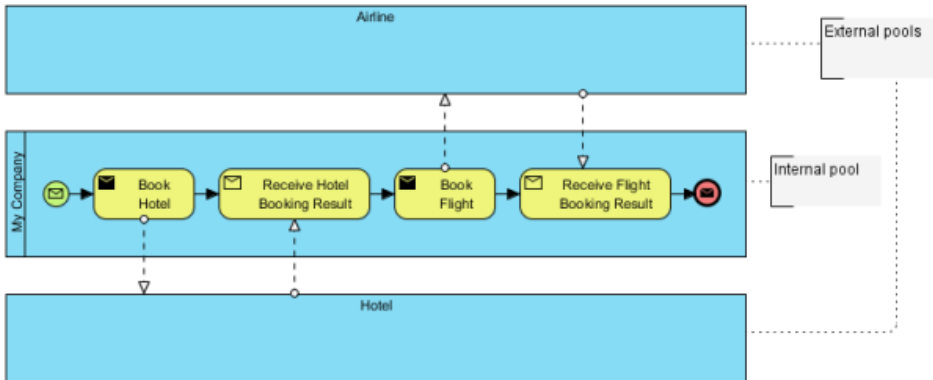 Airline
External pools
My Company
Book
Hotel
Receive Hotel
Booking Result
Book
Flight
Receive Flight
Booking Result
Internal pool
Hotel